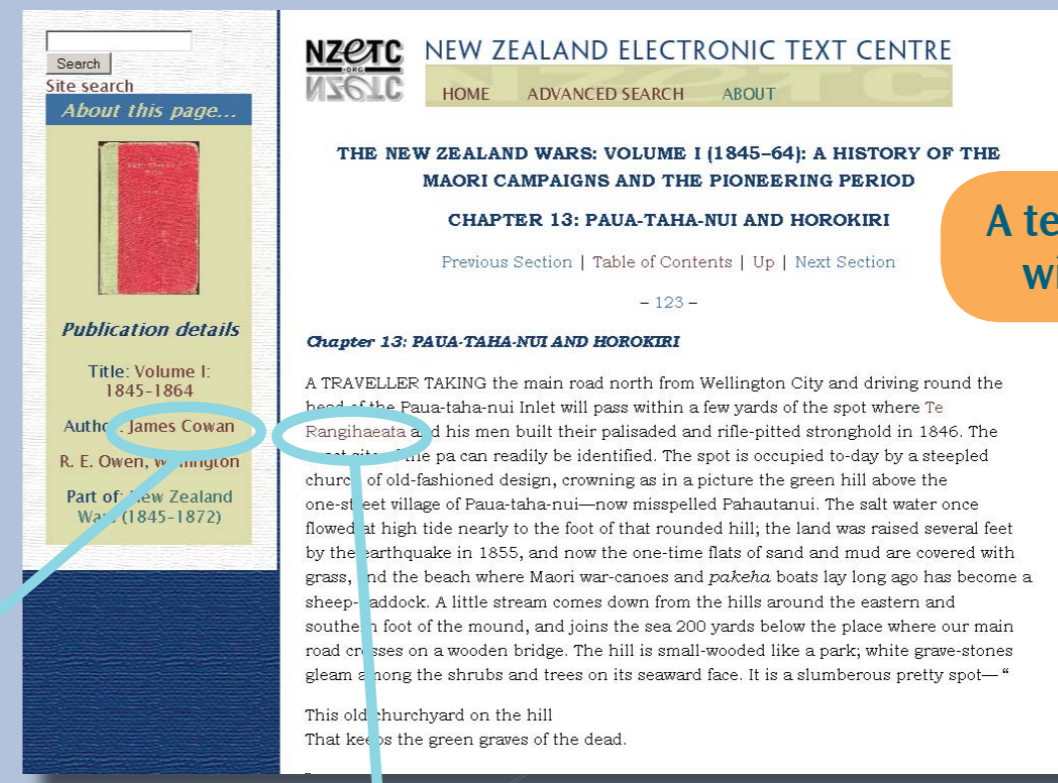 Search
Site search
About this page...
Publication details
Title: Volume I:
1845-1864
Author: James Cowan
R. E. Owen, Wellington
Part of: New Zealand
Wars (1845-1872)
NZETC
.ORG
NEW ZEALAND ELECTRONIC TEXT CENTRE
HOME ADVANCED SEARCH ABOUT
THE NEW ZEALAND WARS: VOLUME I (1845–64): A HISTORY OF THE
MAORI CAMPAIGNS AND THE PIONEERING PERIOD
CHAPTER 13: PAUA-TAHA-NUI AND HOROKIRI
Previous Section | Table of Contents | Up | Next Section
– 123 –
Chapter 13: PAUA-TAHA-NUI AND HOROKIRI
A TRAVELLER TAKING the main road north from Wellington City and driving round the
head of the Paua-taha-nui Inlet will pass within a few yards of the spot where Te
Rangihaeata and his men built their palisaded and rifle-pitted stronghold in 1846. The
exact site of the pa can readily be identified. The spot is occupied to-day by a steepled
church of old-fashioned design, crowning as in a picture the green hill above the
one-street village of Paua-taha-nui—now misspelled Pahautanui. The salt water once
flowed at high tide nearly to the foot of that rounded hill; the land was raised several feet
by the earthquake in 1855, and now the one-time flats of sand and mud are covered with
grass, and the beach where Maori war-canoes and pakeha boats lay long ago has become a
sheep-paddock. A little stream comes down from the hills around the eastern and
southern foot of the mound, and joins the sea 200 yards below the place where our main
road crosses on a wooden bridge. The hill is small-wooded like a park; white grave-stones
gleam among the shrubs and trees on its seaward face. It is a slumberous pretty spot— “
This old churchyard on the hill
That keeps the green graves of the dead.
A te
wi